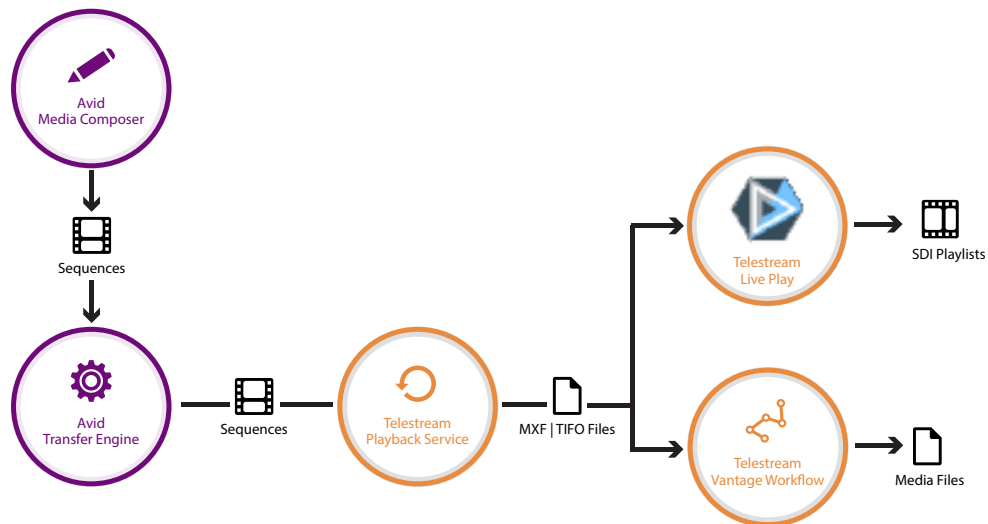 Avid
Media Composer
Sequences
Avid
Transfer Engine
Sequences
Telestream
Playback Service
MXF | TIFO Files
Telestream
Live Play
SDI Playlists
Telestream
Vantage Workflow
Media Files